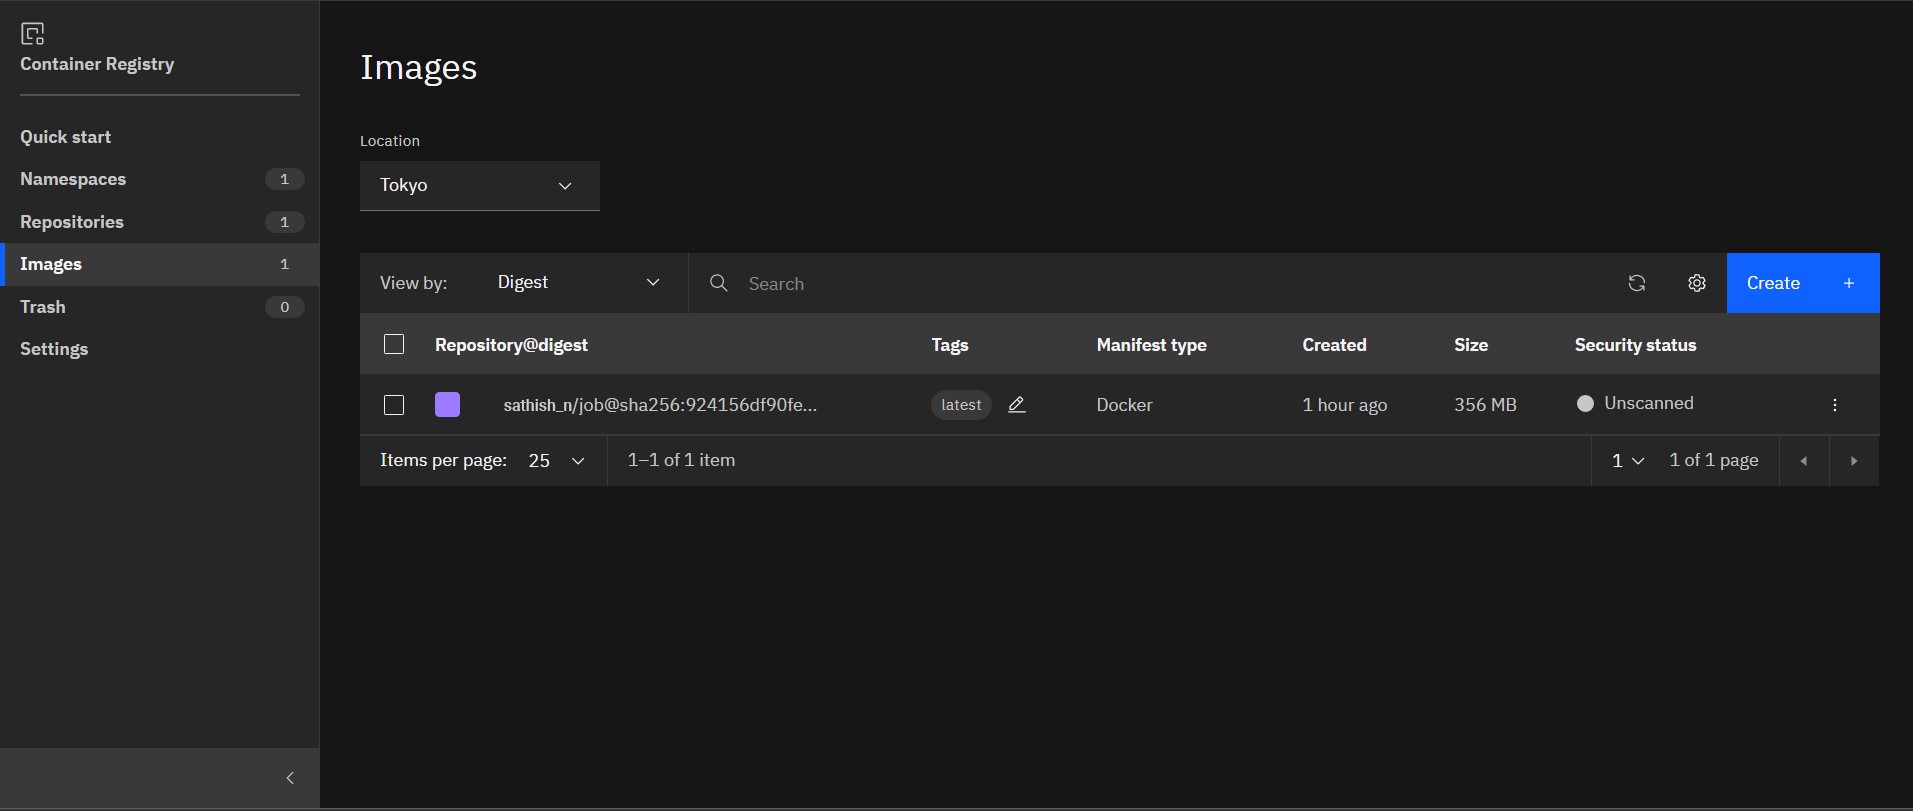 Container Registry
Quick start
Namespaces 1
Repositories 1
Images 1
Trash 0
Settings
Images
Location
Tokyo
View by: Digest Search Create +
Repository@digest Tags Manifest type Created Size Security status
sathish_n/job@sha256:924156df90fe... latest Docker 1 hour ago 356 MB Unscanned
Items per page: 25 1–1 of 1 item 1 1 of 1 page